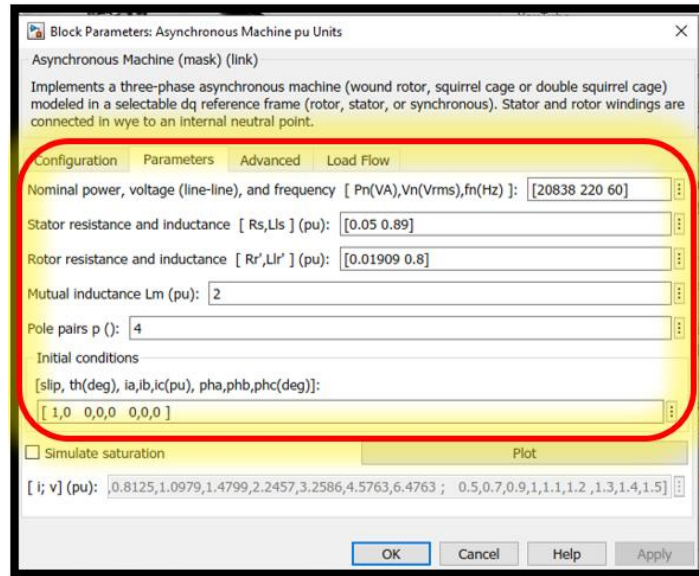 Block Parameters: Asynchronous Machine pu Units
Asynchronous Machine (mask) (link)
Implements a three-phase asynchronous machine (wound rotor, squirrel cage or double squirrel cage)
modeled in a selectable dq reference frame (rotor, stator, or synchronous). Stator and rotor windings are
connected in wye to an internal neutral point.
Configuration Parameters Advanced Load Flow
Nominal power, voltage (line-line), and frequency [ Pn(VA),Vn(Vrms),fn(Hz) ]: [20838 220 60]
Stator resistance and inductance [ Rs,Lls ] (pu): [0.05 0.89]
Rotor resistance and inductance [ Rr',Llr' ] (pu): [0.01909 0.8]
Mutual inductance Lm (pu): 2
Pole pairs p (): 4
Initial conditions
[slip, th(deg), ia,ib,ic(pu), pha,phb,phc(deg)]:
[ 1,0 0,0,0 0,0,0 ]
Simulate saturation Plot
[ i; v] (pu): ,0.8125,1.0979,1.4799,2.2457,3.2586,4.5763,6.4763 ; 0.5,0.7,0.9,1,1.1,1.2 ,1.3,1.4,1.5]
OK Cancel Help Apply